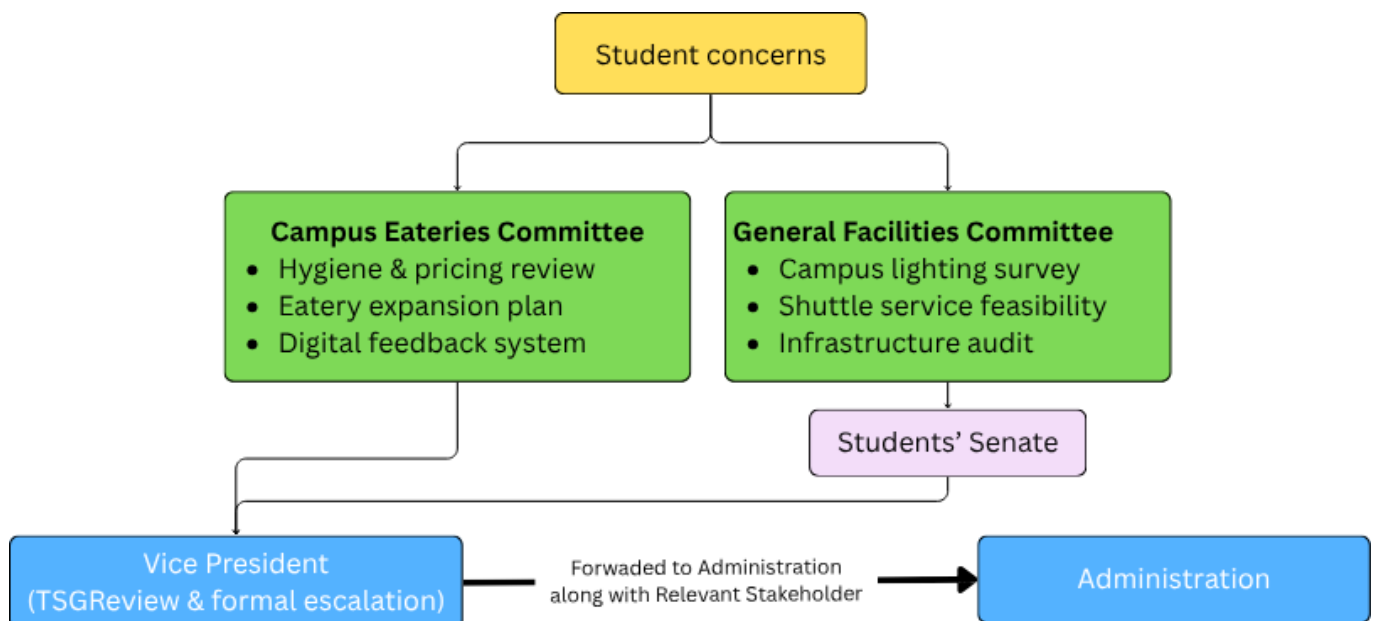 Student concerns
Campus Eateries Committee
• Hygiene & pricing review
• Eatery expansion plan
• Digital feedback system
General Facilities Committee
• Campus lighting survey
• Shuttle service feasibility
• Infrastructure audit
Students’ Senate
Vice President
(TSGReview & formal escalation)
Forwaded to Administration
along with Relevant Stakeholder
Administration